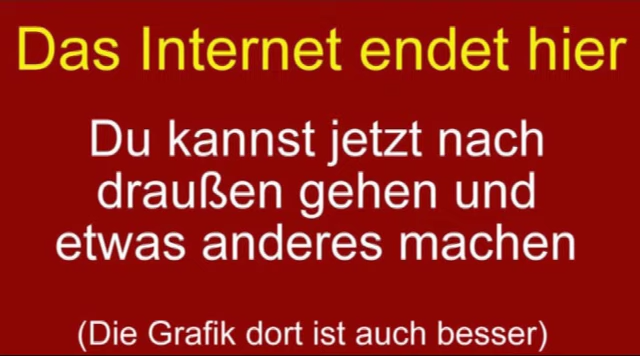 Das Internet endet hier
Du kannst jetzt nach
draußen gehen und
etwas anderes machen
(Die Grafik dort ist auch besser)